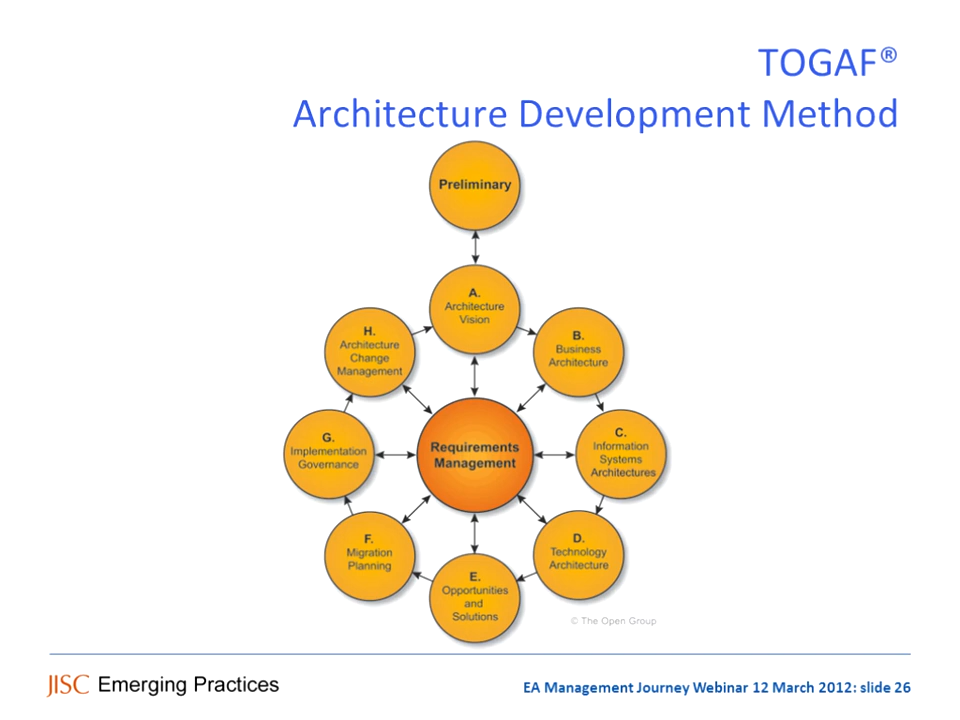 TOGAF®
Architecture Development Method
Preliminary
A.
Architecture
Vision
B.
Business
Architecture
C.
Information
Systems
Architectures
D.
Technology
Architecture
E.
Opportunities
and
Solutions
F.
Migration
Planning
G.
Implementation
Governance
H.
Architecture
Change
Management
Requirements
Management
© The Open Group
JISC Emerging Practices
EA Management Journey Webinar 12 March 2012: slide 26